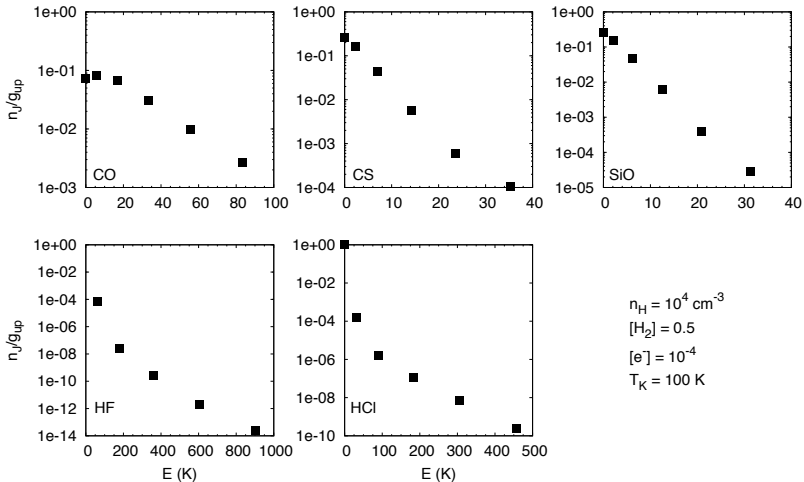 1e+00 1e+00 1e+00
1e-01 1e-01 1e-01
1e-02 1e-02 1e-02
1e-03 1e-03 1e-03
1e-04 1e-04
1e-05
n_J/g_up
CO CS SiO
0 20 40 60 80 100
0 10 20 30 40
0 10 20 30 40
1e+00 1e+00
1e-02 1e-02
1e-04 1e-04
1e-06 1e-06
1e-08 1e-08
1e-10 1e-10
1e-12
1e-14
n_J/g_up
HF HCl
0 200 400 600 800 1000
0 100 200 300 400 500
E (K) E (K)
n_H = 10^4 cm^-3
[H_2] = 0.5
[e^-] = 10^-4
T_K = 100 K